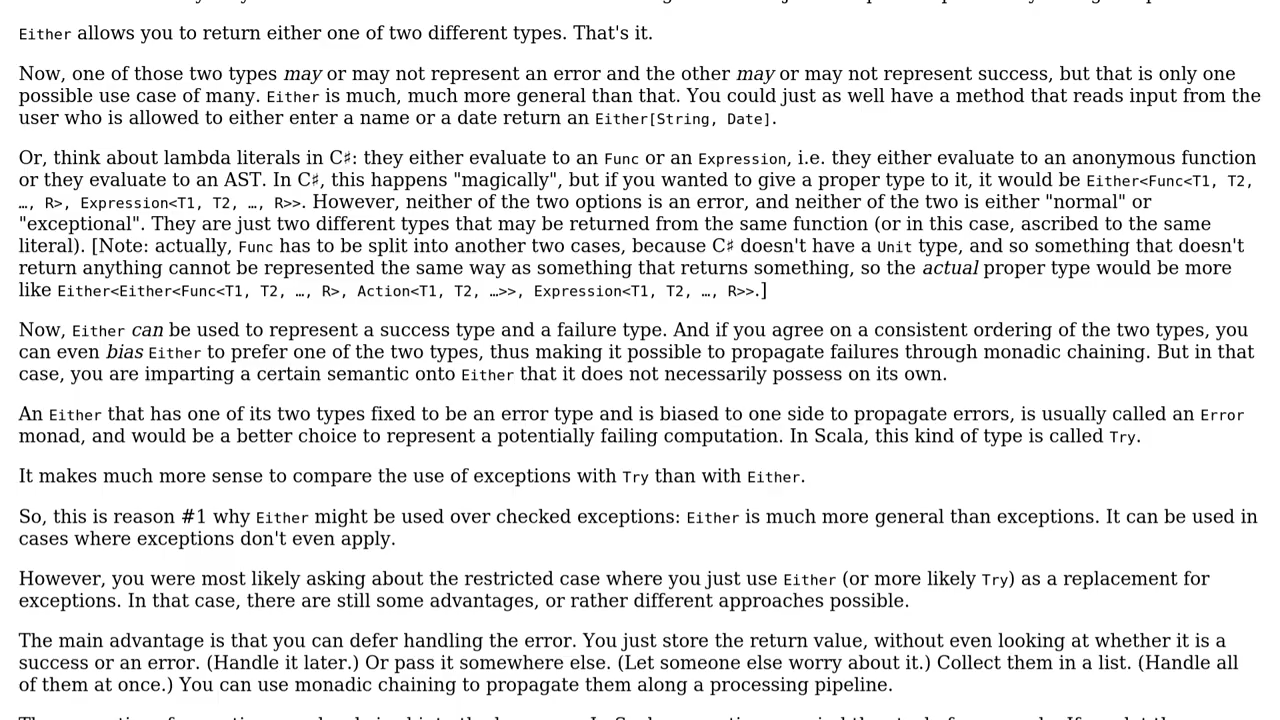 Either allows you to return either one of two different types. That's it.
Now, one of those two types may or may not represent an error and the other may or may not represent success, but that is only one
possible use case of many. Either is much, much more general than that. You could just as well have a method that reads input from the
user who is allowed to either enter a name or a date return an Either[String, Date].
Or, think about lambda literals in C♯: they either evaluate to an Func or an Expression, i.e. they either evaluate to an anonymous function
or they evaluate to an AST. In C♯, this happens "magically", but if you wanted to give a proper type to it, it would be Either<Func<T1, T2,
…, R>, Expression<T1, T2, …, R>>. However, neither of the two options is an error, and neither of the two is either "normal" or
"exceptional". They are just two different types that may be returned from the same function (or in this case, ascribed to the same
literal). [Note: actually, Func has to be split into another two cases, because C♯ doesn't have a Unit type, and so something that doesn't
return anything cannot be represented the same way as something that returns something, so the actual proper type would be more
like Either<Either<Func<T1, T2, …, R>, Action<T1, T2, …>>, Expression<T1, T2, …, R>>.]
Now, Either can be used to represent a success type and a failure type. And if you agree on a consistent ordering of the two types, you
can even bias Either to prefer one of the two types, thus making it possible to propagate failures through monadic chaining. But in that
case, you are imparting a certain semantic onto Either that it does not necessarily possess on its own.
An Either that has one of its two types fixed to be an error type and is biased to one side to propagate errors, is usually called an Error
monad, and would be a better choice to represent a potentially failing computation. In Scala, this kind of type is called Try.
It makes much more sense to compare the use of exceptions with Try than with Either.
So, this is reason #1 why Either might be used over checked exceptions: Either is much more general than exceptions. It can be used in
cases where exceptions don't even apply.
However, you were most likely asking about the restricted case where you just use Either (or more likely Try) as a replacement for
exceptions. In that case, there are still some advantages, or rather different approaches possible.
The main advantage is that you can defer handling the error. You just store the return value, without even looking at whether it is a
success or an error. (Handle it later.) Or pass it somewhere else. (Let someone else worry about it.) Collect them in a list. (Handle all
of them at once.) You can use monadic chaining to propagate them along a processing pipeline.